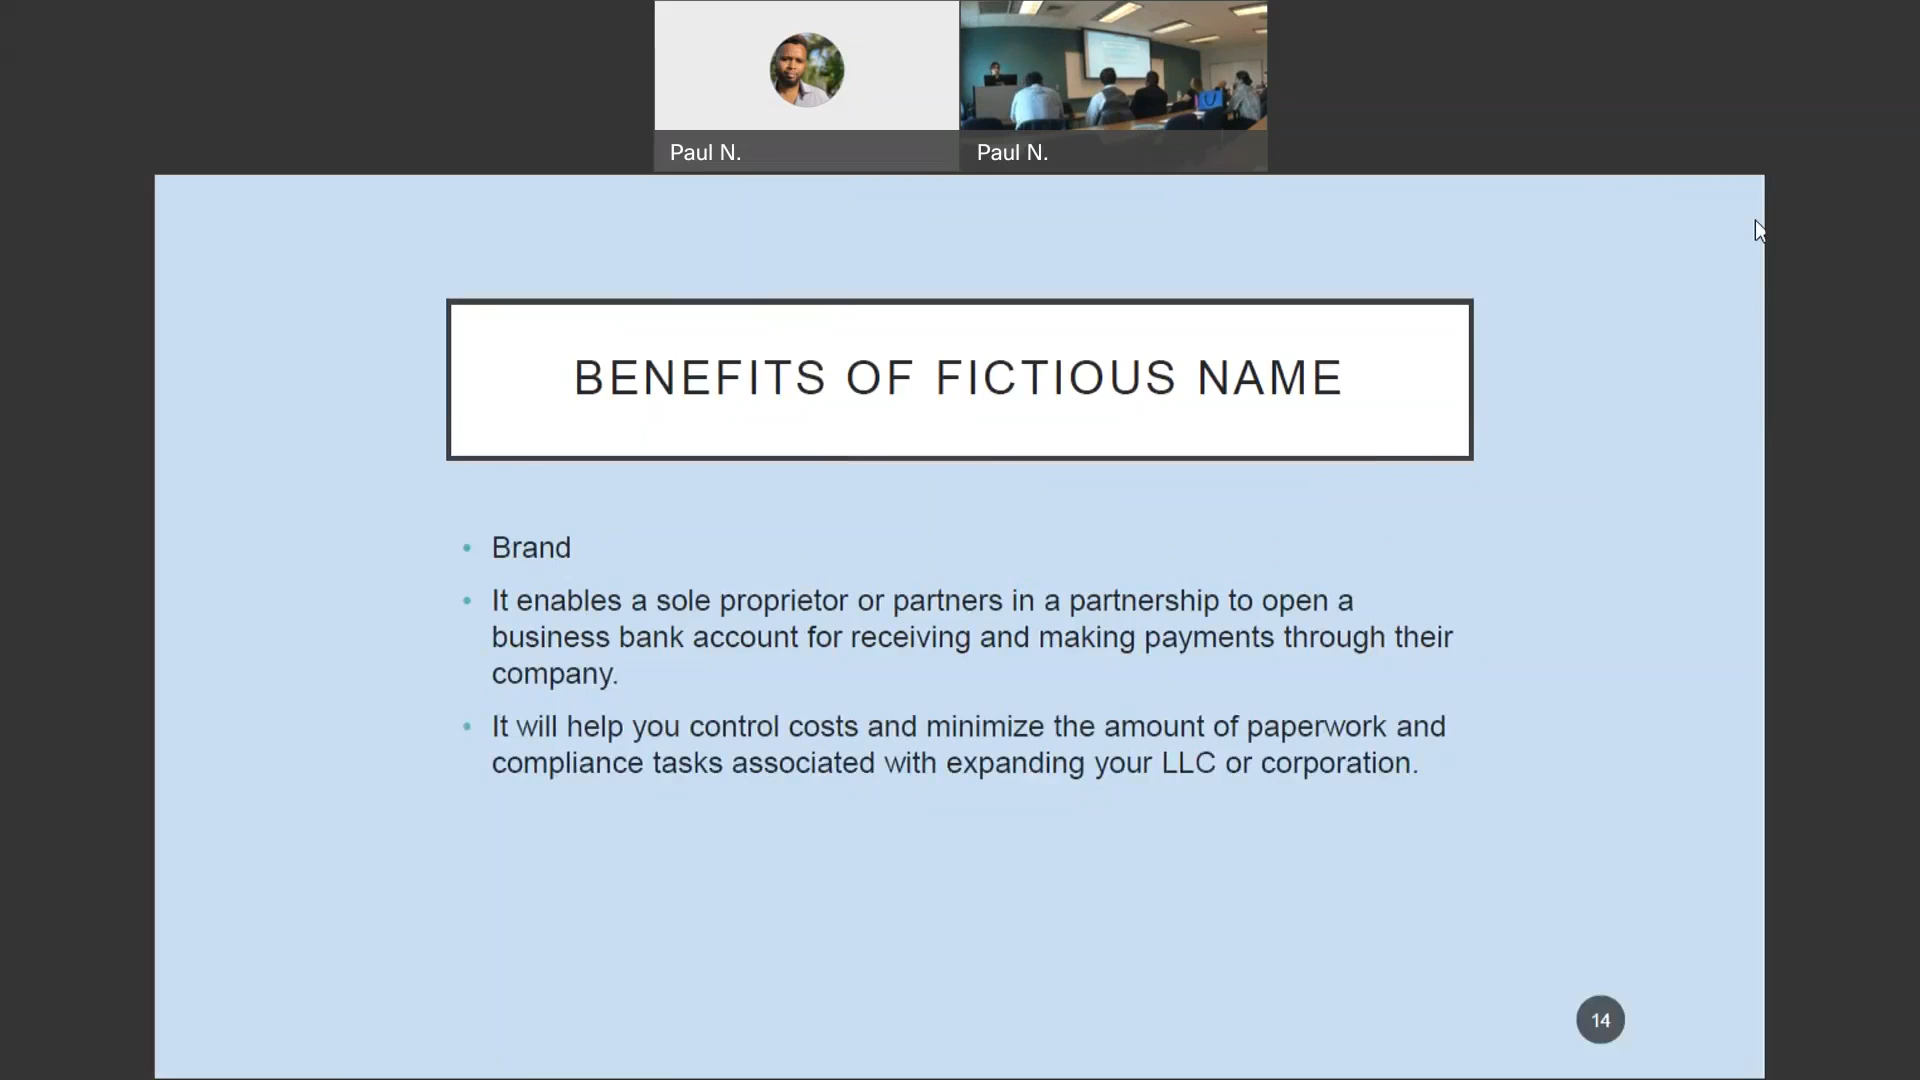 Paul N.
Paul N.
BENEFITS OF FICTIOUS NAME
• Brand
• It enables a sole proprietor or partners in a partnership to open a
business bank account for receiving and making payments through their
company.
• It will help you control costs and minimize the amount of paperwork and
compliance tasks associated with expanding your LLC or corporation.
14